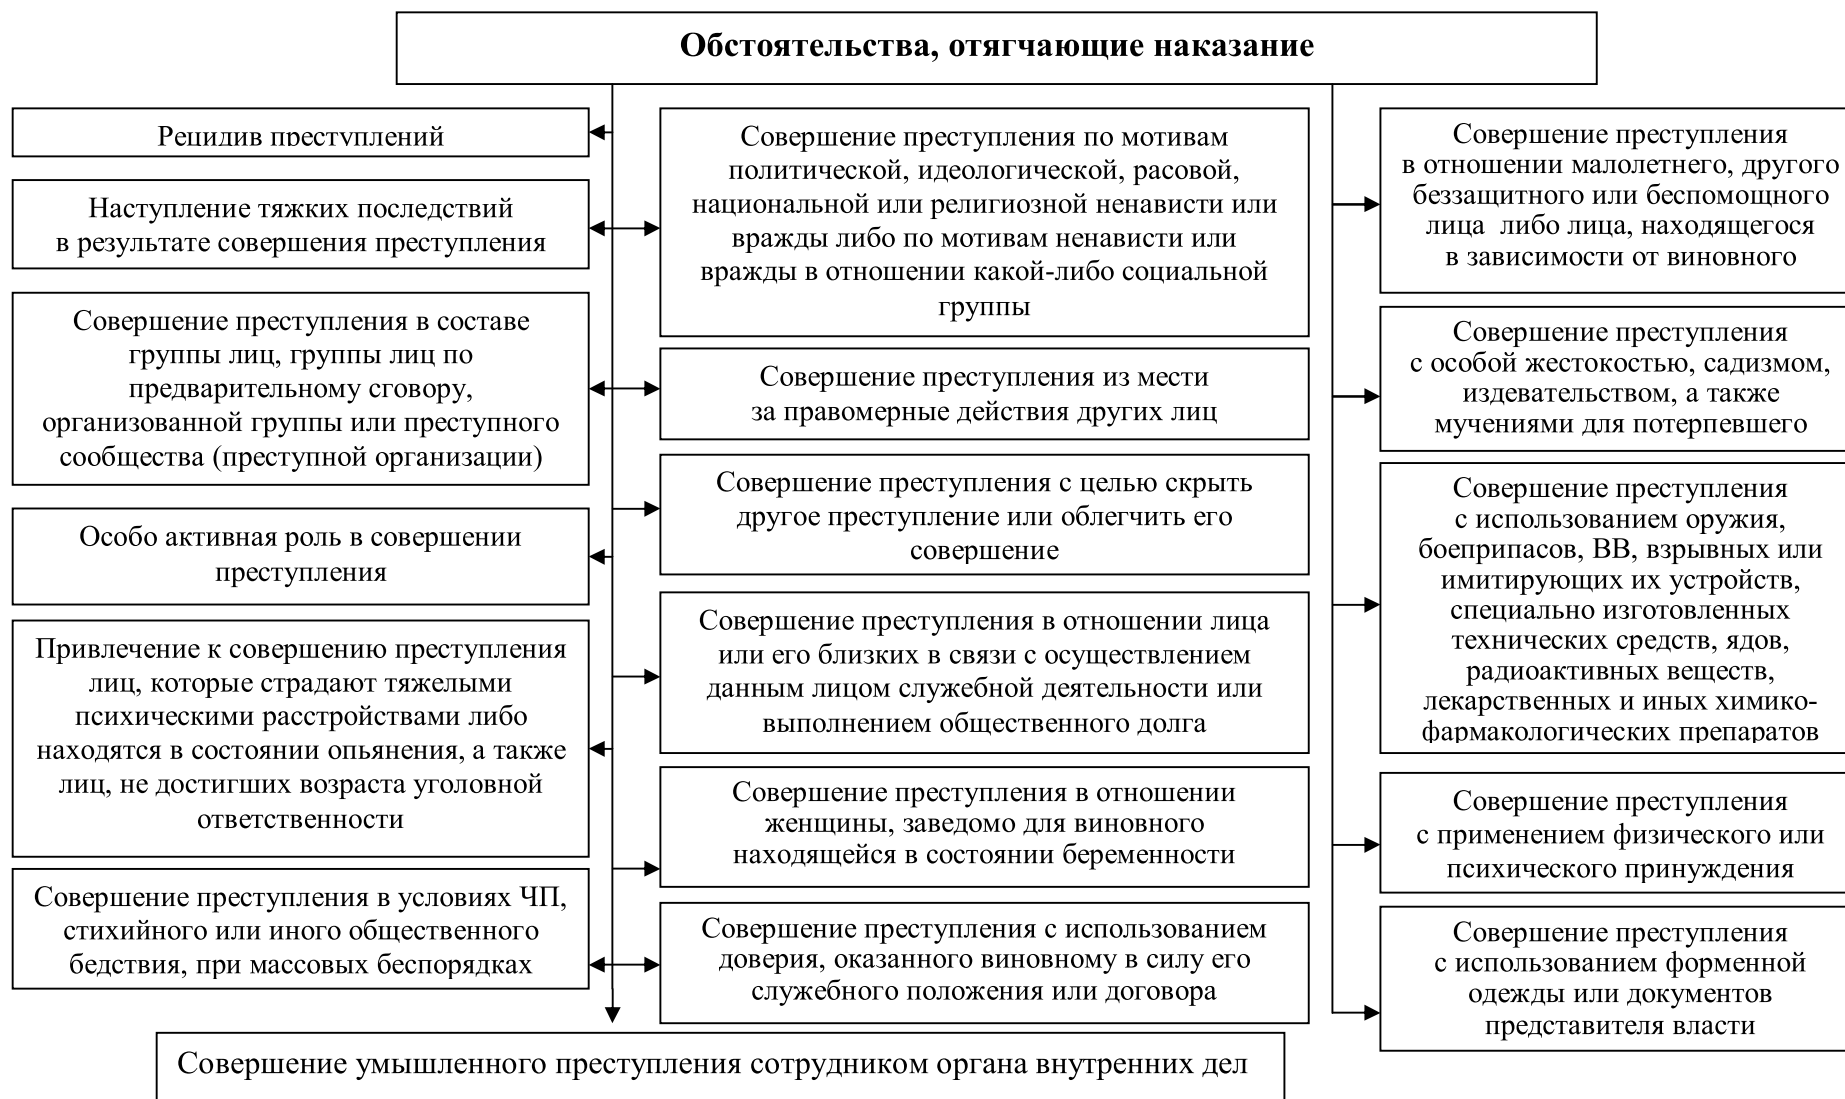 Обстоятельства, отягчающие наказание
Рецидив преступлений
Наступление тяжких последствий
в результате совершения преступления
Совершение преступления в составе
группы лиц, группы лиц по
предварительному сговору,
организованной группы или преступного
сообщества (преступной организации)
Особо активная роль в совершении
преступления
Привлечение к совершению преступления
лиц, которые страдают тяжелыми
психическими расстройствами либо
находятся в состоянии опьянения, а также
лиц, не достигших возраста уголовной
ответственности
Совершение преступления в условиях ЧП,
стихийного или иного общественного
бедствия, при массовых беспорядках
Совершение преступления по мотивам
политической, идеологической, расовой,
национальной или религиозной ненависти или
вражды либо по мотивам ненависти или
вражды в отношении какой-либо социальной
группы
Совершение преступления из мести
за правомерные действия других лиц
Совершение преступления с целью скрыть
другое преступление или облегчить его
совершение
Совершение преступления в отношении лица
или его близких в связи с осуществлением
данным лицом служебной деятельности или
выполнением общественного долга
Совершение преступления в отношении
женщины, заведомо для виновного
находящейся в состоянии беременности
Совершение преступления с использованием
доверия, оказанного виновному в силу его
служебного положения или договора
Совершение преступления
в отношении малолетнего, другого
беззащитного или беспомощного
лица либо лица, находящегося
в зависимости от виновного
Совершение преступления
с особой жестокостью, садизмом,
издевательством, а также
мучениями для потерпевшего
Совершение преступления
с использованием оружия,
боеприпасов, ВВ, взрывных или
имитирующих их устройств,
специально изготовленных
технических средств, ядов,
радиоактивных веществ,
лекарственных и иных химико-
фармакологических препаратов
Совершение преступления
с применением физического или
психического принуждения
Совершение преступления
с использованием форменной
одежды или документов
представителя власти
Совершение умышленного преступления сотрудником органа внутренних дел